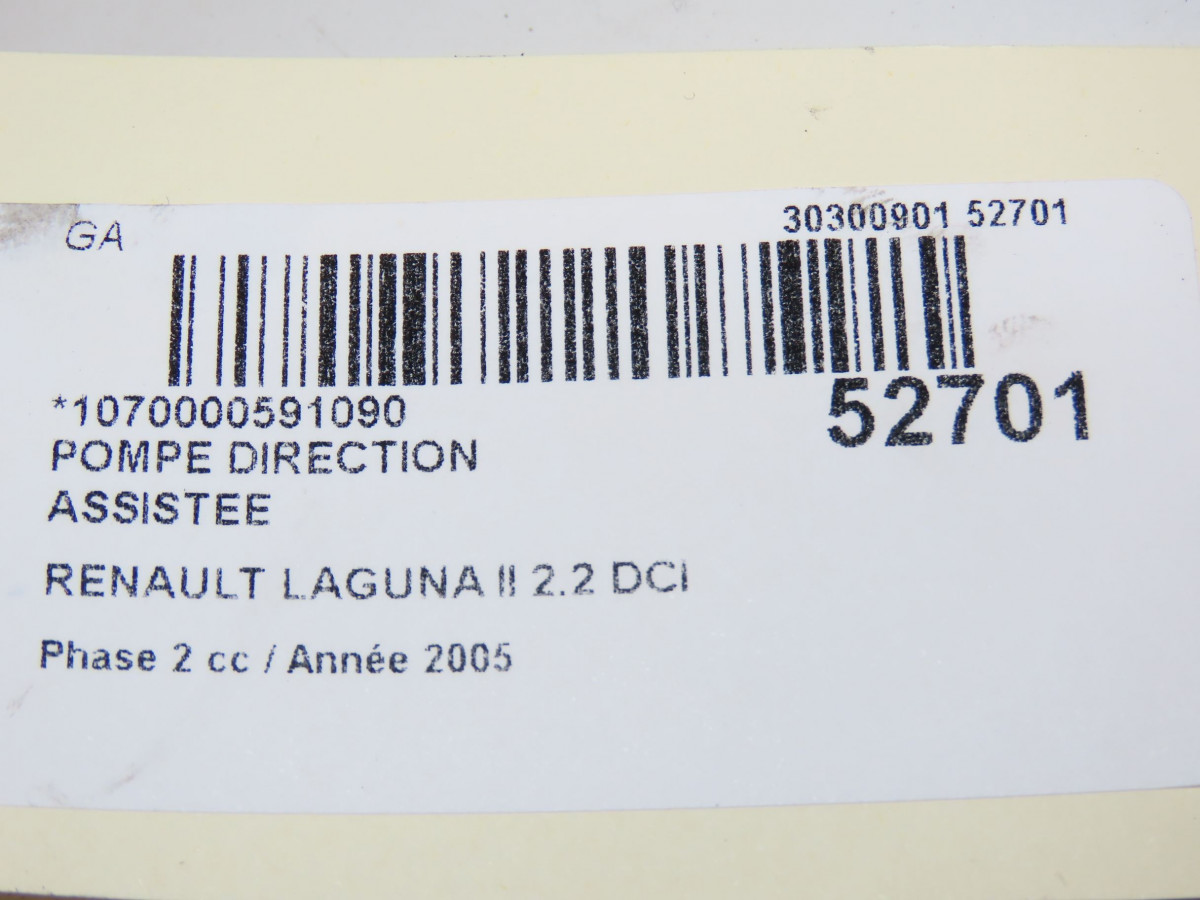 GA
30300901 52701
*1070000591090
52701
POMPE DIRECTION
ASSISTEE
RENAULT LAGUNA II 2.2 DCI
Phase 2 cc / Année 2005